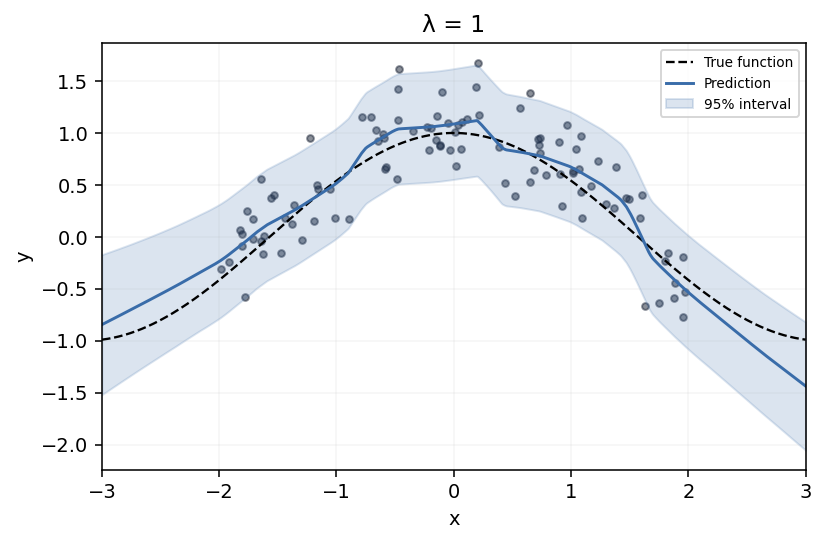 λ = 1
True function
Prediction
95% interval
y
1.5
1.0
0.5
0.0
−0.5
−1.0
−1.5
−2.0
−3 −2 −1 0 1 2 3
x